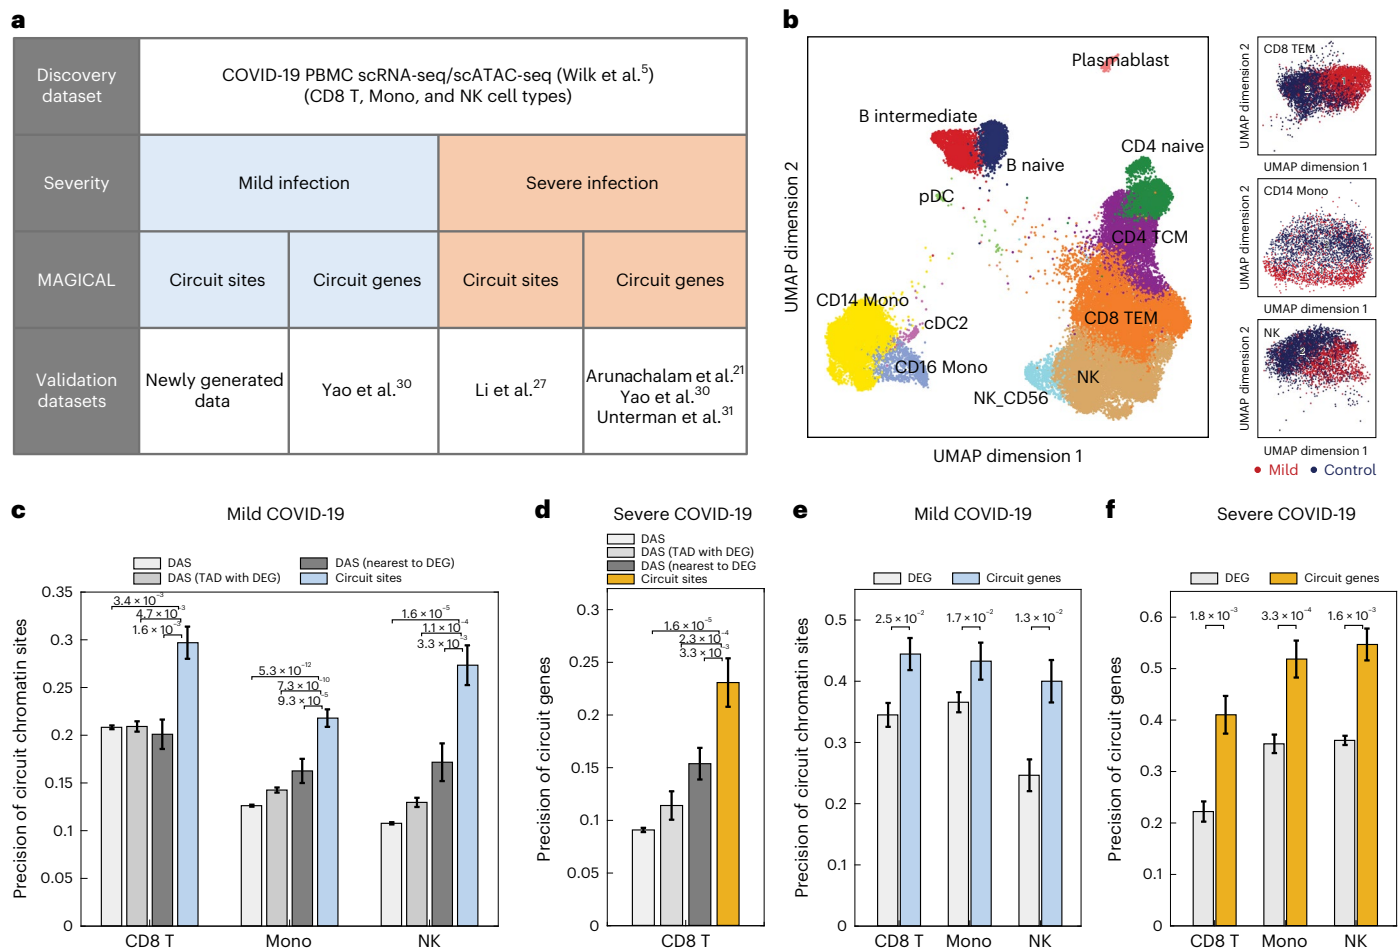 a
Discovery
dataset
COVID-19 PBMC scRNA-seq/scATAC-seq (Wilk et al.5)
(CD8 T, Mono, and NK cell types)
Severity
Mild infection
Severe infection
MAGICAL
Circuit sites
Circuit genes
Circuit sites
Circuit genes
Validation
datasets
Newly generated
data
Yao et al.30
Li et al.27
Arunachalam et al.21
Yao et al.30
Unterman et al.31
b
UMAP dimension 2
Plasmablast
B intermediate
B naive
CD4 naive
pDC
CD4 TCM
CD14 Mono
cDC2
CD8 TEM
CD16 Mono
NK
NK_CD56
UMAP dimension 1
UMAP dimension 2
CD8 TEM
2
UMAP dimension 1
UMAP dimension 2
CD14 Mono
UMAP dimension 1
UMAP dimension 2
NK
UMAP dimension 1
Mild
Control
c
Mild COVID-19
DAS
DAS (TAD with DEG)
DAS (nearest to DEG)
Circuit sites
Precision of circuit chromatin sites
0.35
0.3
0.25
0.2
0.15
0.1
0.05
0
3.4 × 10−3
4.7 × 10−3
1.6 × 10−3
5.3 × 10−12
7.3 × 10−10
9.3 × 10−5
1.6 × 10−5
1.1 × 10−4
3.3 × 10−3
CD8 T
Mono
NK
d
Severe COVID-19
DAS
DAS (TAD with DEG)
DAS (nearest to DEG
Circuit sites
Precision of circuit genes
0.3
0.25
0.2
0.15
0.1
0.05
0
1.6 × 10−5
2.3 × 10−4
3.3 × 10−3
CD8 T
e
Mild COVID-19
DEG
Circuit genes
Precision of circuit chromatin sites
0.5
0.4
0.3
0.2
0.1
0
2.5 × 10−2
1.7 × 10−2
1.3 × 10−2
CD8 T
Mono
NK
f
Severe COVID-19
DEG
Circuit genes
Precision of circuit genes
0.6
0.5
0.4
0.3
0.2
0.1
0
1.8 × 10−3
3.3 × 10−4
1.6 × 10−3
CD8 T
Mono
NK